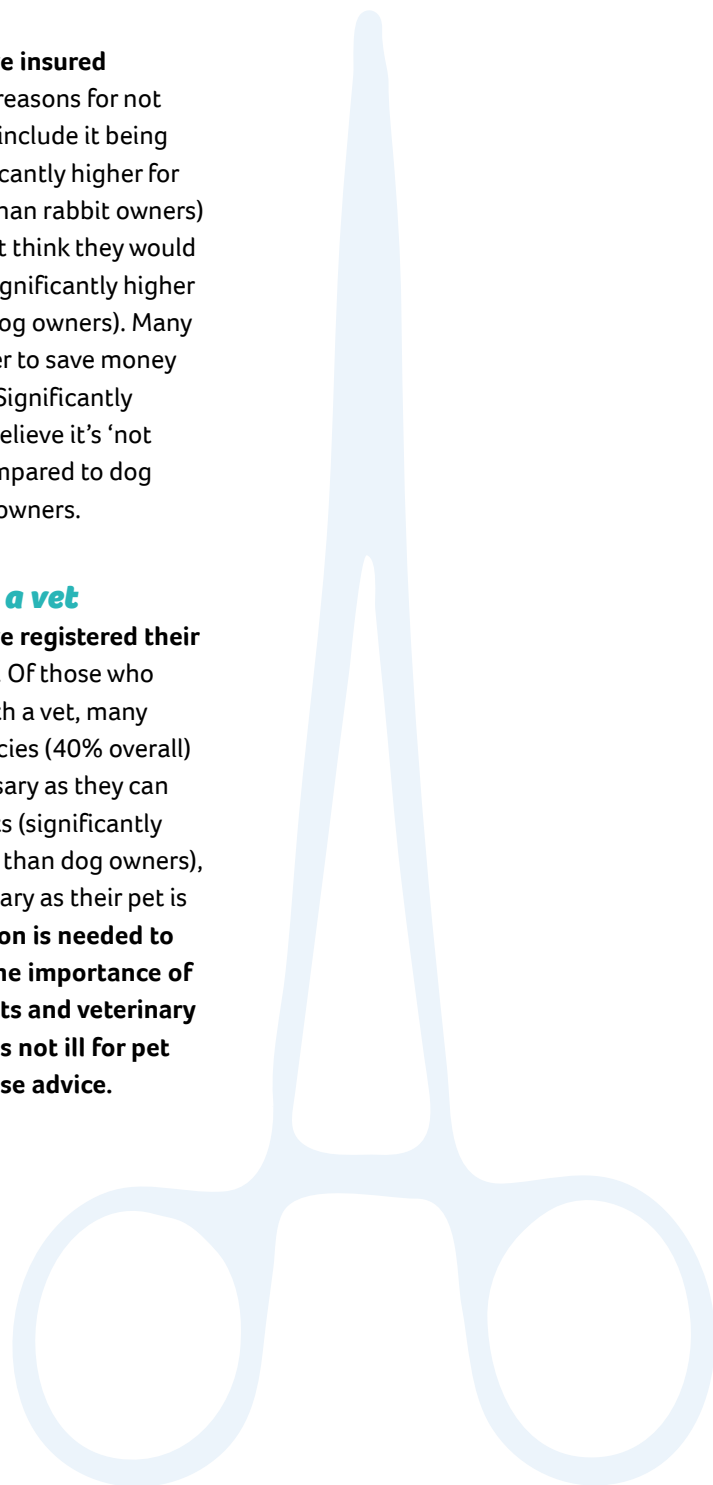 e insured
reasons for not
include it being
cantly higher for
han rabbit owners)
t think they would
gnificantly higher
og owners). Many
er to save money
Significantly
elieve it's ‘not
mpared to dog
owners.
a vet
e registered their
. Of those who
th a vet, many
cies (40% overall)
sary as they can
ts (significantly
than dog owners),
ary as their pet is
on is needed to
he importance of
ts and veterinary
s not ill for pet
se advice.